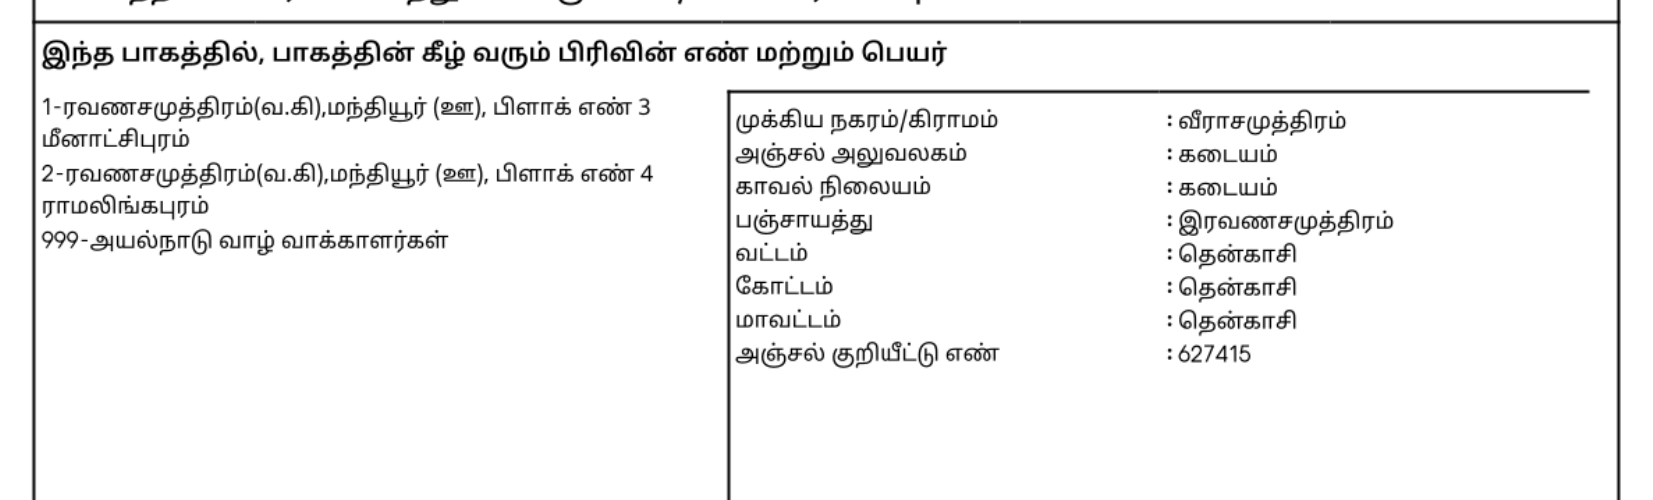 இந்த பாகத்தில், பாகத்தின் கீழ் வரும் பிரிவின் எண் மற்றும் பெயர்
1-ரவணசமுத்திரம்(வ.கி),மந்தியூர் (ஊ), பிளாக் எண் 3
மீனாட்சிபுரம்
2-ரவணசமுத்திரம்(வ.கி),மந்தியூர் (ஊ), பிளாக் எண் 4
ராமலிங்கபுரம்
999-அயல்நாடு வாழ் வாக்காளர்கள்
முக்கிய நகரம்/கிராமம் : வீராசமுத்திரம்
அஞ்சல் அலுவலகம் : கடையம்
காவல் நிலையம் : கடையம்
பஞ்சாயத்து : இரவணசமுத்திரம்
வட்டம் : தென்காசி
கோட்டம் : தென்காசி
மாவட்டம் : தென்காசி
அஞ்சல் குறியீட்டு எண் : 627415